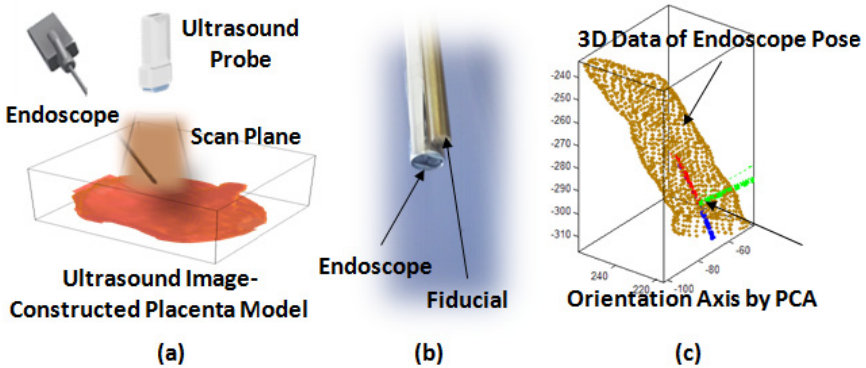 Ultrasound
Probe
Endoscope
Scan Plane
Ultrasound Image-
Constructed Placenta Model
(a)
Endoscope
Fiducial
(b)
3D Data of Endoscope Pose
-240
-250
-260
-270
-280
-290
-300
-310
240
220
-100
-80
-60
Orientation Axis by PCA
(c)